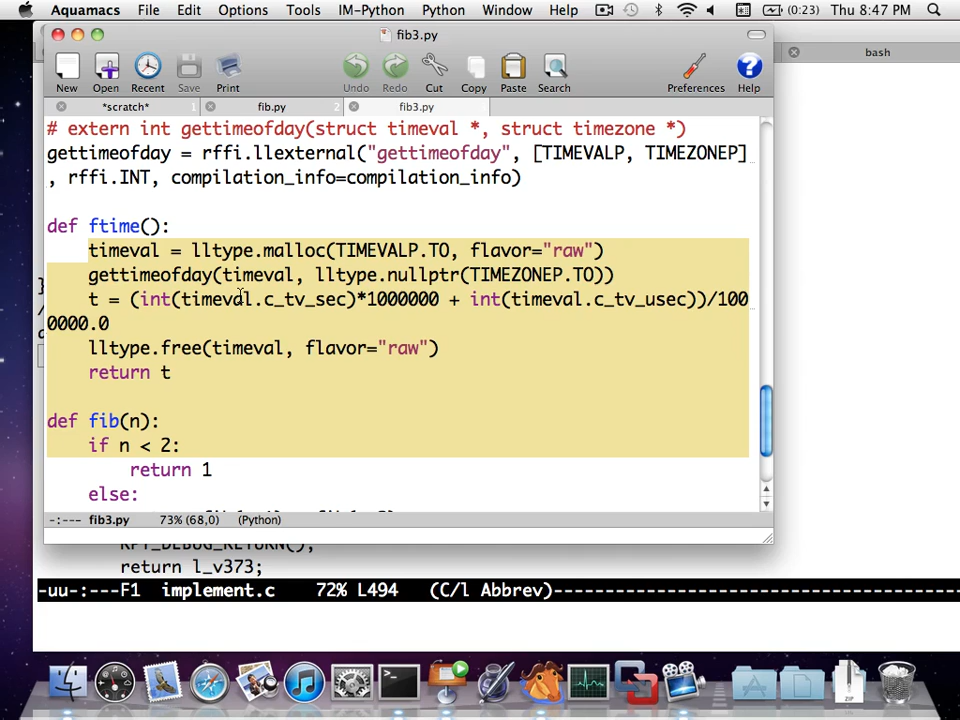 Aquamacs File Edit Options Tools IM-Python Python Window Help (0:23) Thu 8:47 PM
fib3.py
bash
New Open Recent Save Print Undo Redo Cut Copy Paste Search Preferences Help
*scratch* 1 fib.py 2 fib3.py
# extern int gettimeofday(struct timeval *, struct timezone *)
gettimeofday = rffi.llexternal("gettimeofday", [TIMEVALP, TIMEZONEP]
, rffi.INT, compilation_info=compilation_info)
def ftime():
timeval = lltype.malloc(TIMEVALP.TO, flavor="raw")
gettimeofday(timeval, lltype.nullptr(TIMEZONEP.TO))
t = (int(timeval.c_tv_sec)*1000000 + int(timeval.c_tv_usec))/100
0000.0
lltype.free(timeval, flavor="raw")
return t
def fib(n):
if n < 2:
return 1
else:
-:--- fib3.py 73% (68,0) (Python)
RPY_DEBUG_RETURN();
return l_v373;
-uu-:---F1 implement.c 72% L494 (C/l Abbrev)
ZIP